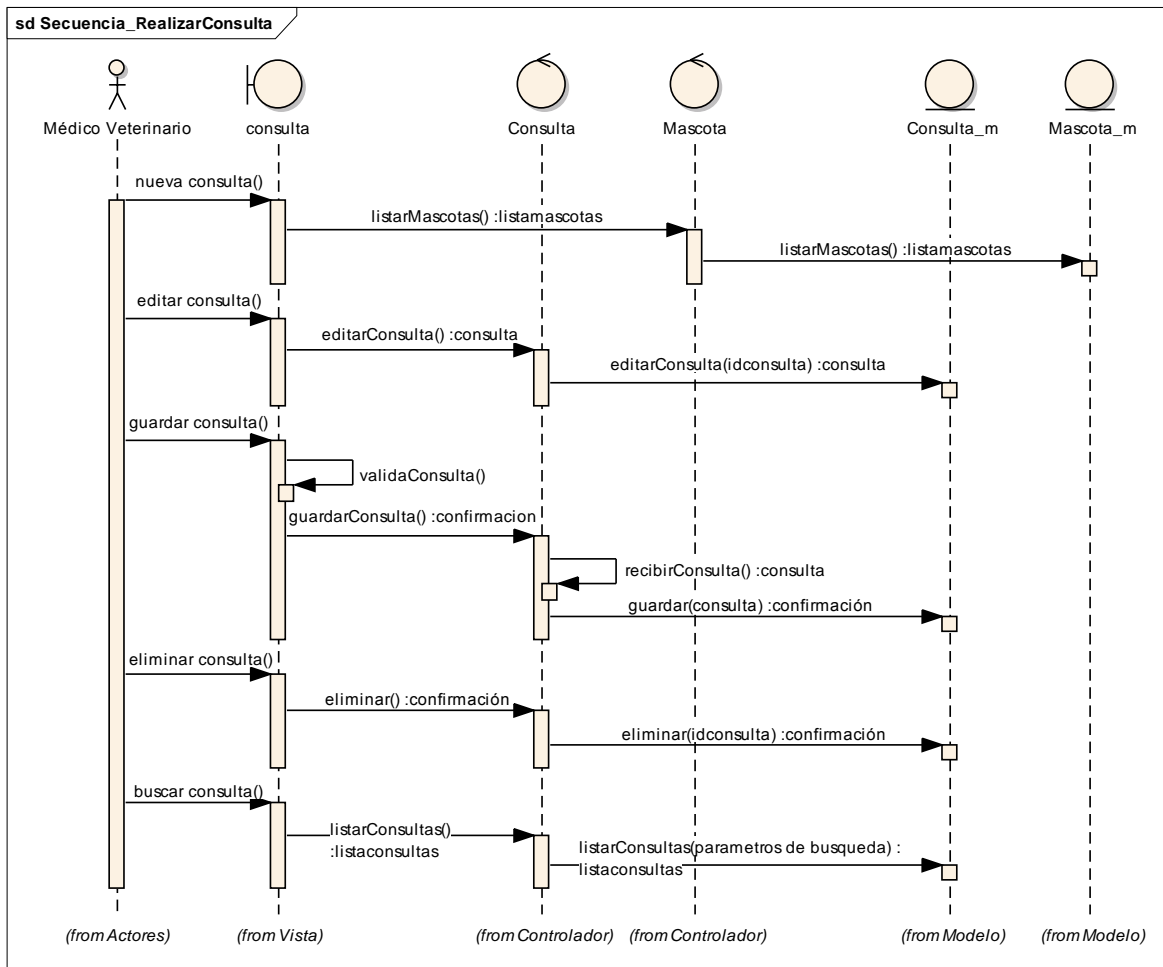 sd Secuencia_RealizarConsulta
Médico Veterinario
consulta
Consulta
Mascota
Consulta_m
Mascota_m
nueva consulta()
listarMascotas() :listamascotas
listarMascotas() :listamascotas
editar consulta()
editarConsulta() :consulta
editarConsulta(idconsulta) :consulta
guardar consulta()
validaConsulta()
guardarConsulta() :confirmacion
recibirConsulta() :consulta
guardar(consulta) :confirmación
eliminar consulta()
eliminar() :confirmación
eliminar(idconsulta) :confirmación
buscar consulta()
listarConsultas()
:listaconsultas
listarConsultas(parametros de busqueda) :
listaconsultas
(from Actores)
(from Vista)
(from Controlador)
(from Controlador)
(from Modelo)
(from Modelo)